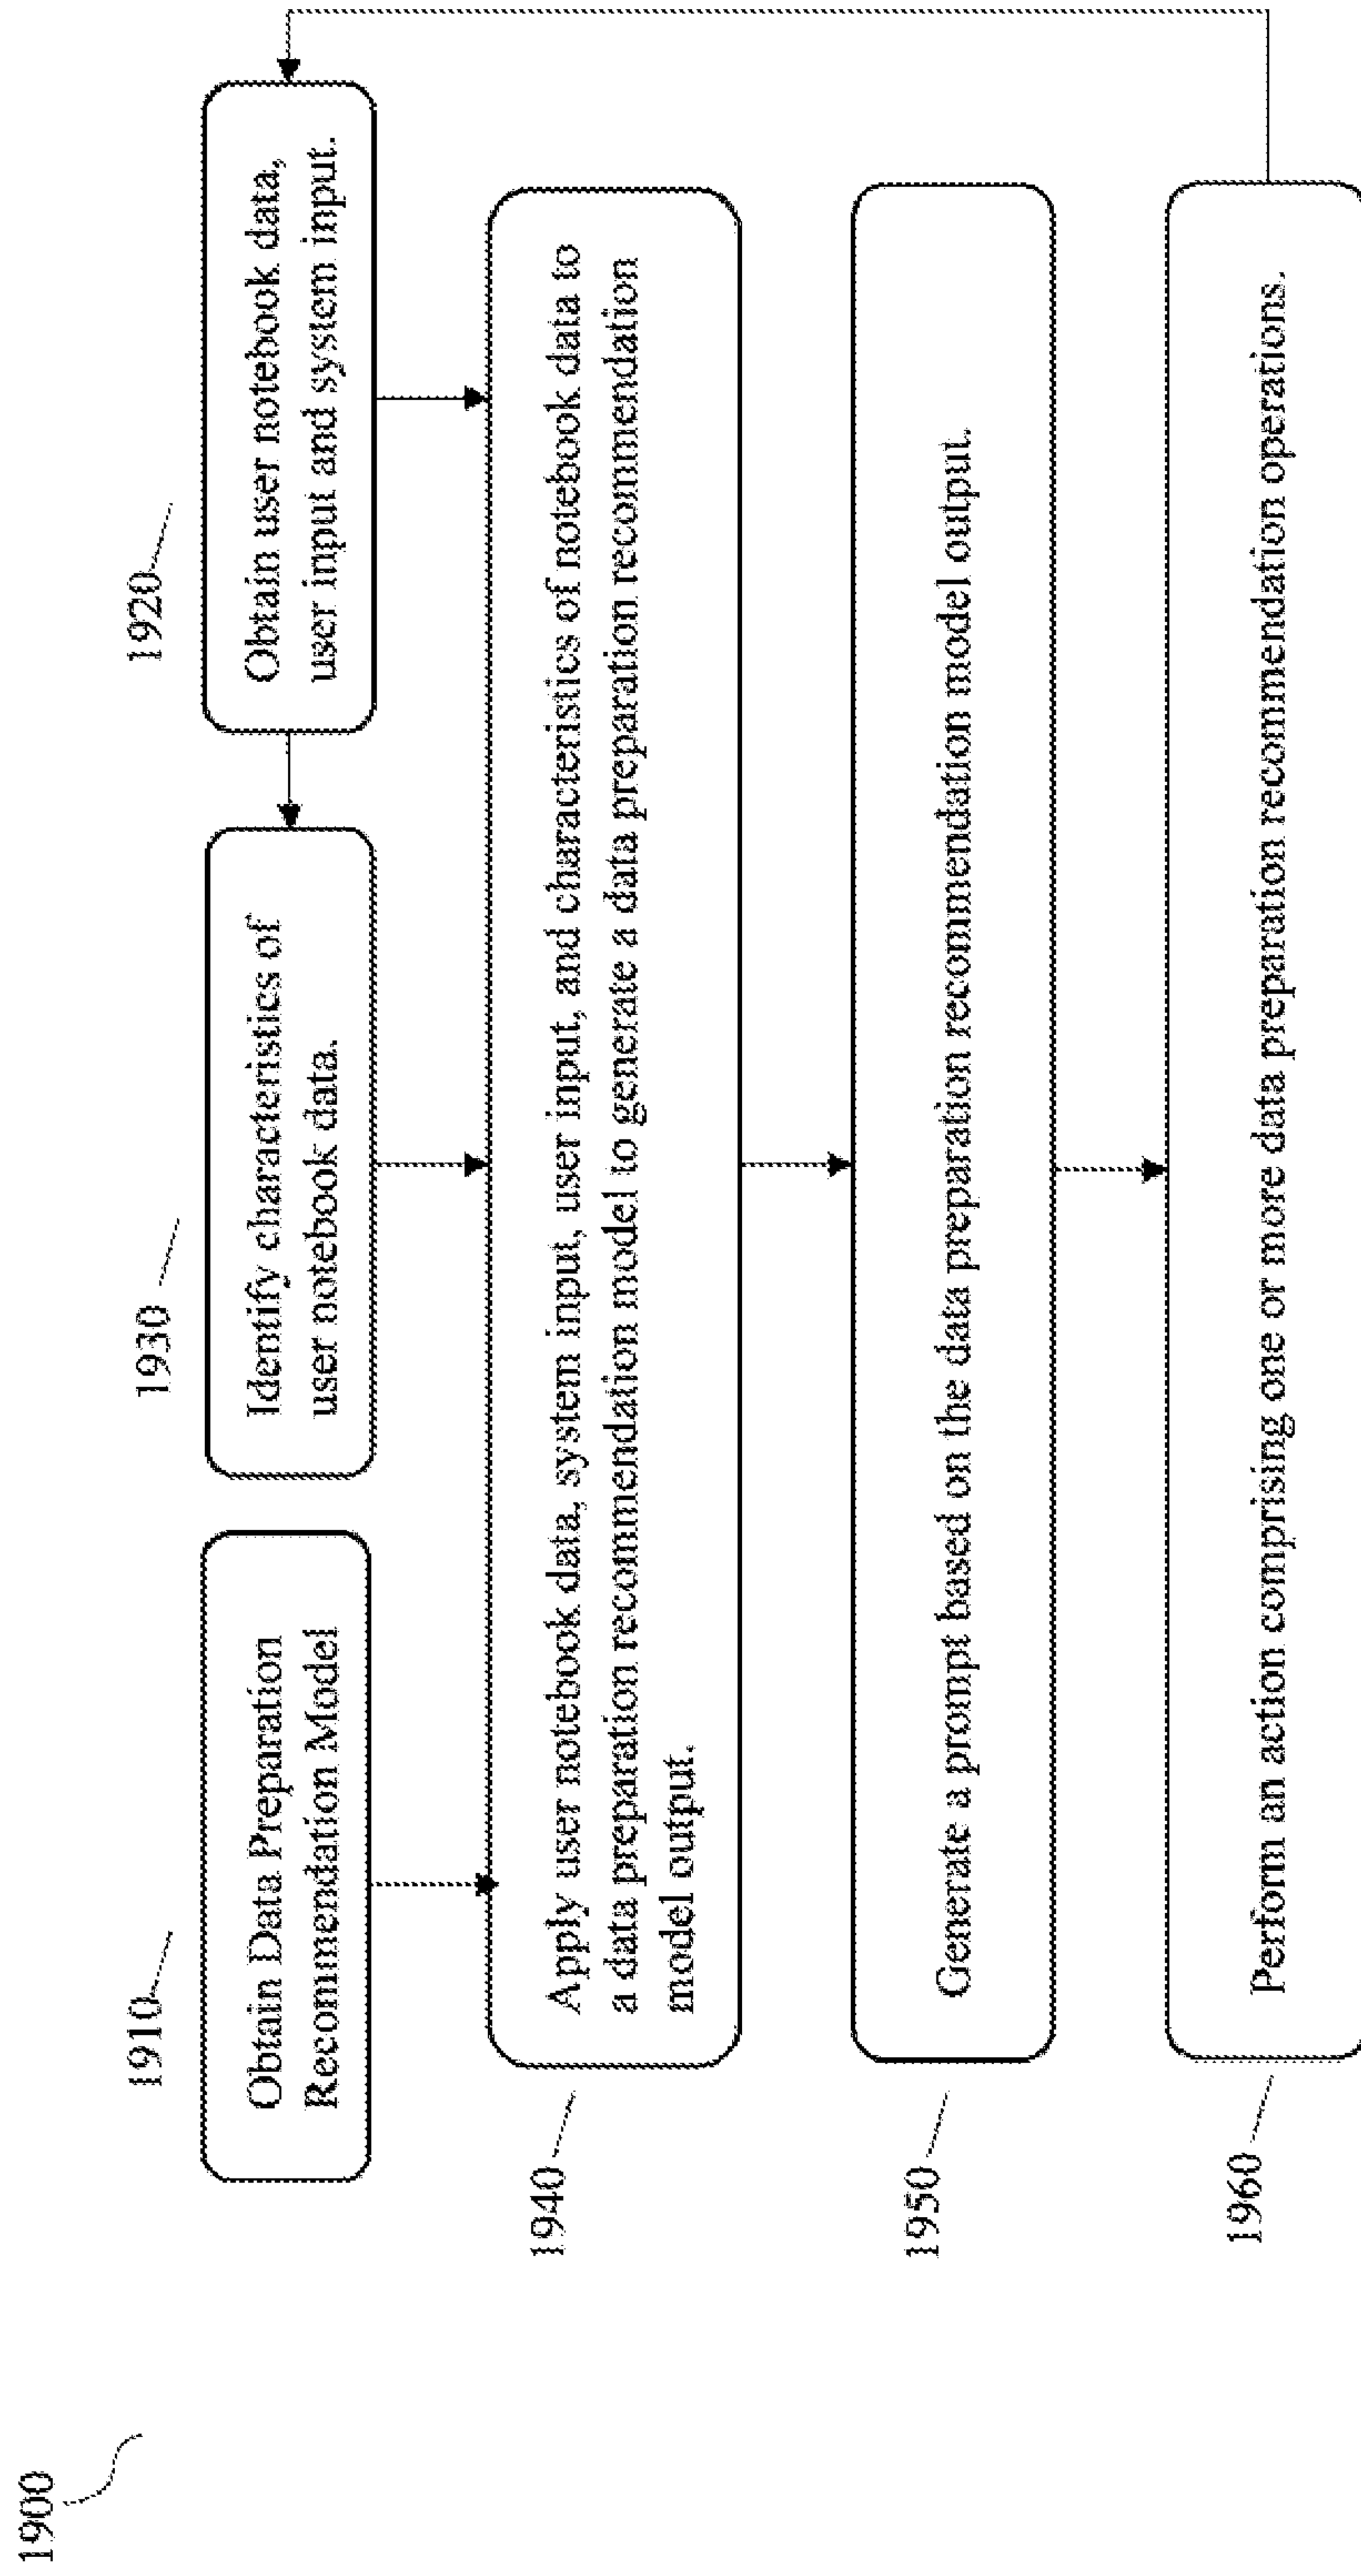 1900
1910
Obtain Data Preparation
Recommendation Model
1930
Identify characteristics of
user notebook data.
1920
Obtain user notebook data,
user input and system input.
1940
Apply user notebook data, system input, user input, and characteristics of notebook data to
a data preparation recommendation model to generate a data preparation recommendation
model output.
1950
Generate a prompt based on the data preparation recommendation model output.
1960
Perform an action comprising one or more data preparation recommendation operations.